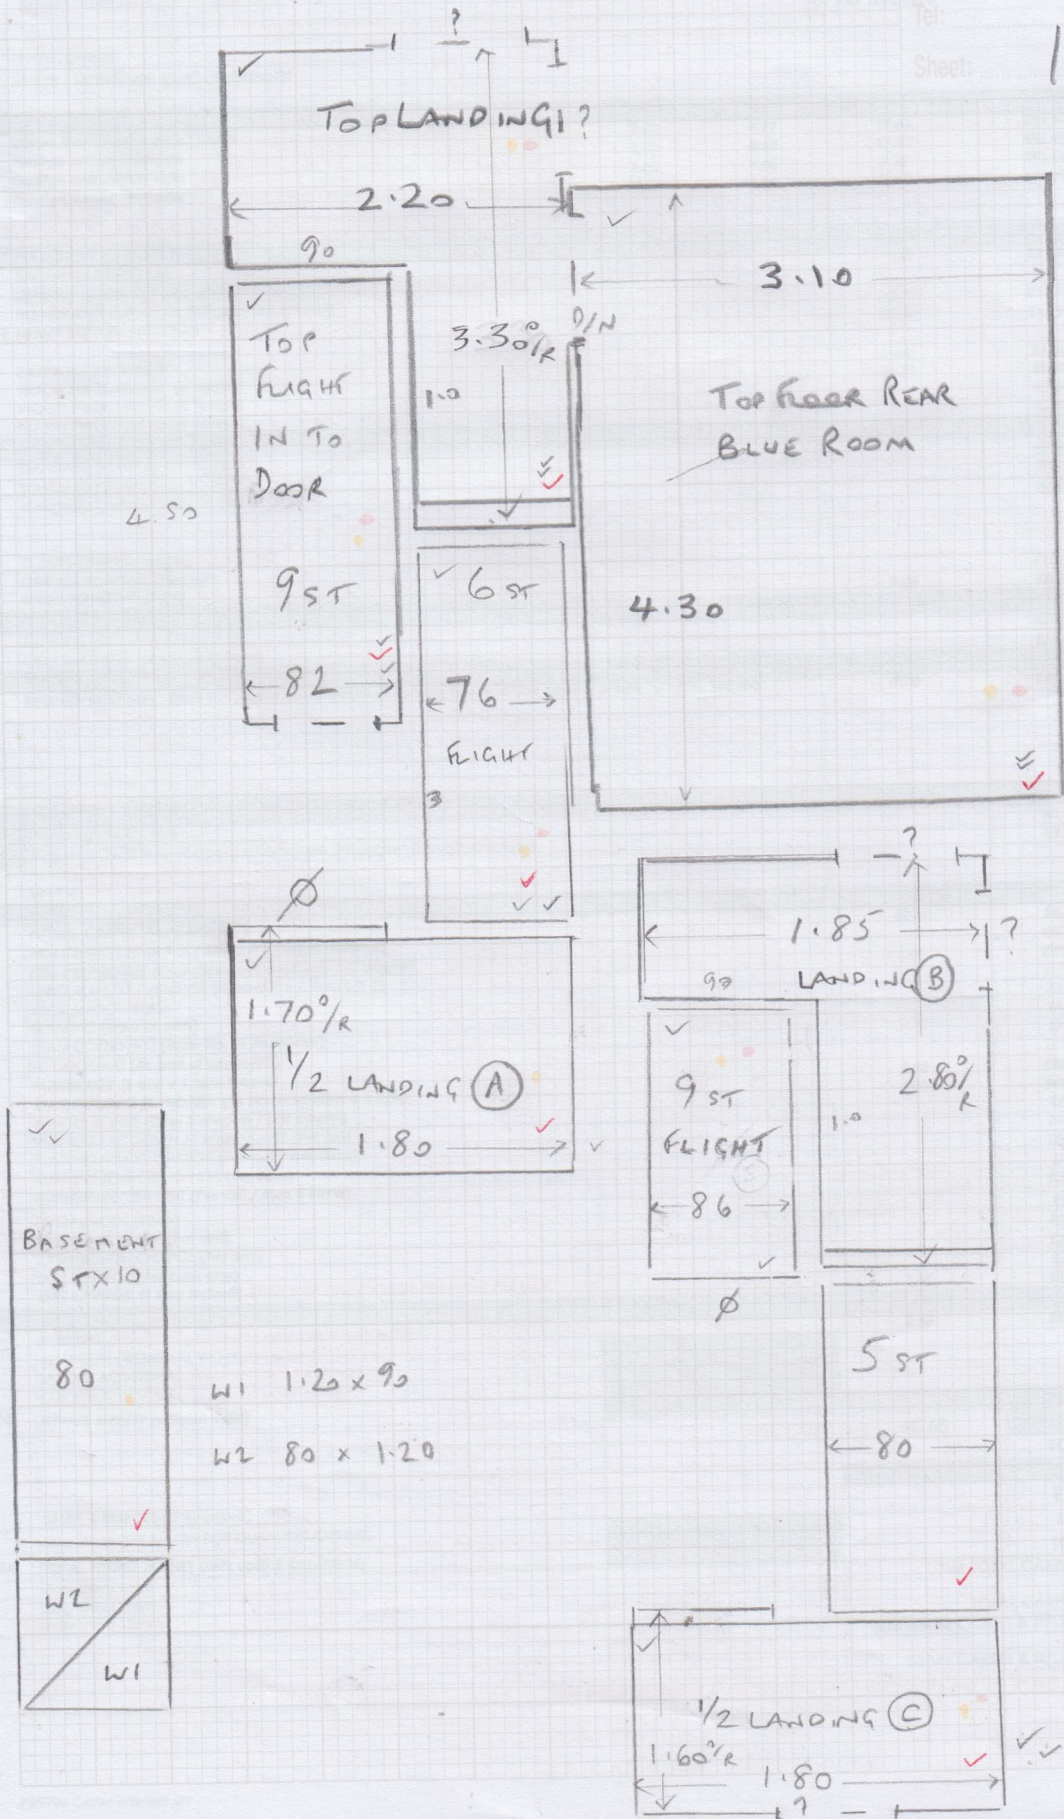 Tel:
Sheet:
1
?
TOP LANDING 1?
2.20
90
3.10
3.30 O/R
D/N
TOP
FLIGHT
IN TO
DOOR
1.0
TOP FLOOR REAR
BLUE ROOM
4.50
9 ST
6 ST
4.30
82
76
FLIGHT
3
Ø
?
1.85
?
90
LANDING B
1.70 O/R
1/2 LANDING A
1.80
9 ST
FLIGHT
86
1.0
2.80 O/R
Ø
BASEMENT
ST X 10
80
W1 1.20 x 90
W2 80 x 1.20
5 ST
80
W2
W1
1/2 LANDING C
1.60 O/R
1.80
?